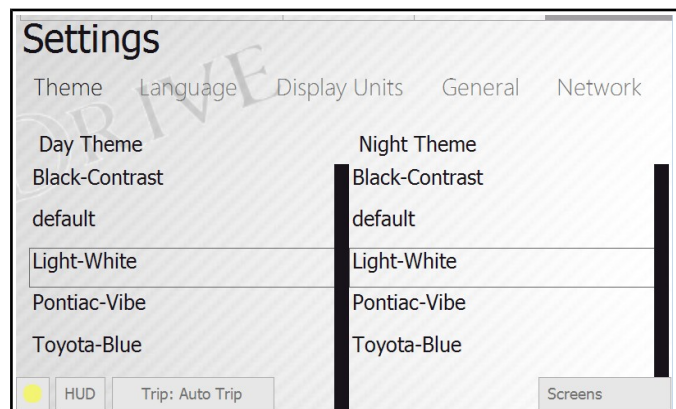 Settings
Theme Language Display Units General Network
DRIVE
Day Theme Night Theme
Black-Contrast Black-Contrast
default default
Light-White Light-White
Pontiac-Vibe Pontiac-Vibe
Toyota-Blue Toyota-Blue
HUD Trip: Auto Trip Screens